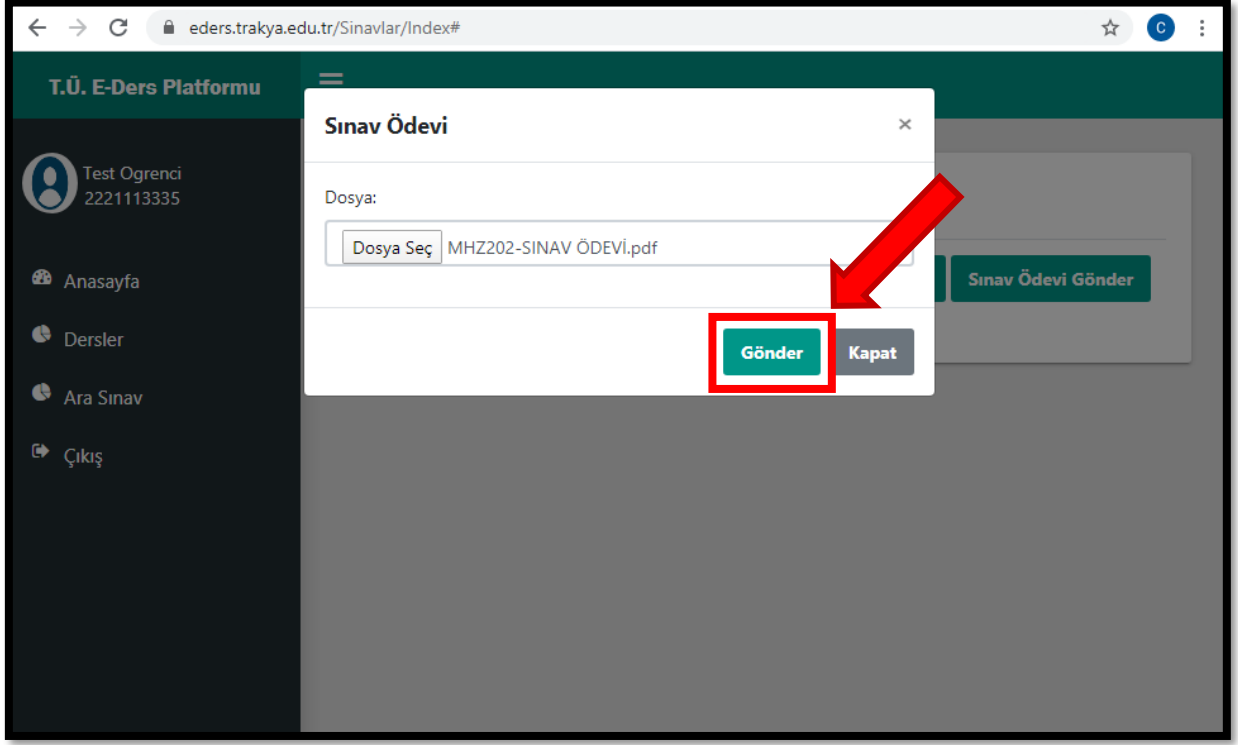 eders.trakya.edu.tr/Sinavlar/Index#
C
T.Ü. E-Ders Platformu
Sınav Ödevi
×
Test Ogrenci
2221113335
Dosya:
Dosya Seç MHZ202-SINAV ÖDEVİ.pdf
Anasayfa
Sınav Ödevi Gönder
Dersler
Gönder
Kapat
Ara Sınav
Çıkış